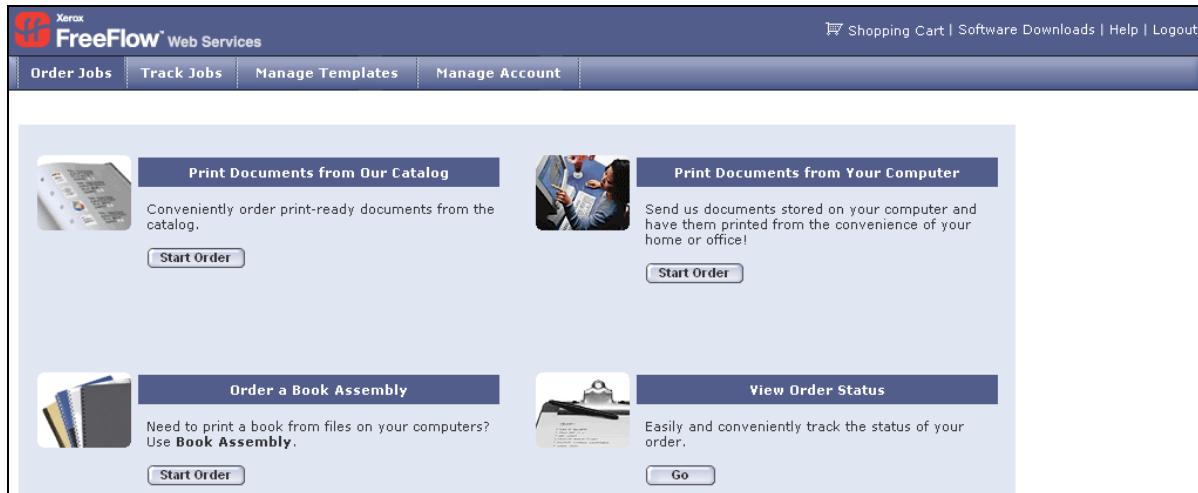 Xerox
FreeFlow™ Web Services
Shopping Cart | Software Downloads | Help | Logout
Order Jobs
Track Jobs
Manage Templates
Manage Account
Print Documents from Our Catalog
Conveniently order print-ready documents from the
catalog.
Start Order
Print Documents from Your Computer
Send us documents stored on your computer and
have them printed from the convenience of your
home or office!
Start Order
Order a Book Assembly
Need to print a book from files on your computers?
Use Book Assembly.
Start Order
View Order Status
Easily and conveniently track the status of your
order.
Go